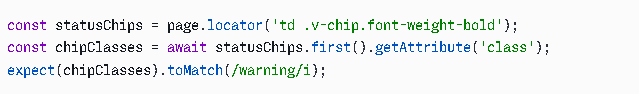 const statusChips = page.locator('td .v-chip.font-weight-bold');
const chipClasses = await statusChips.first().getAttribute('class');
expect(chipClasses).toMatch(/warning/i);